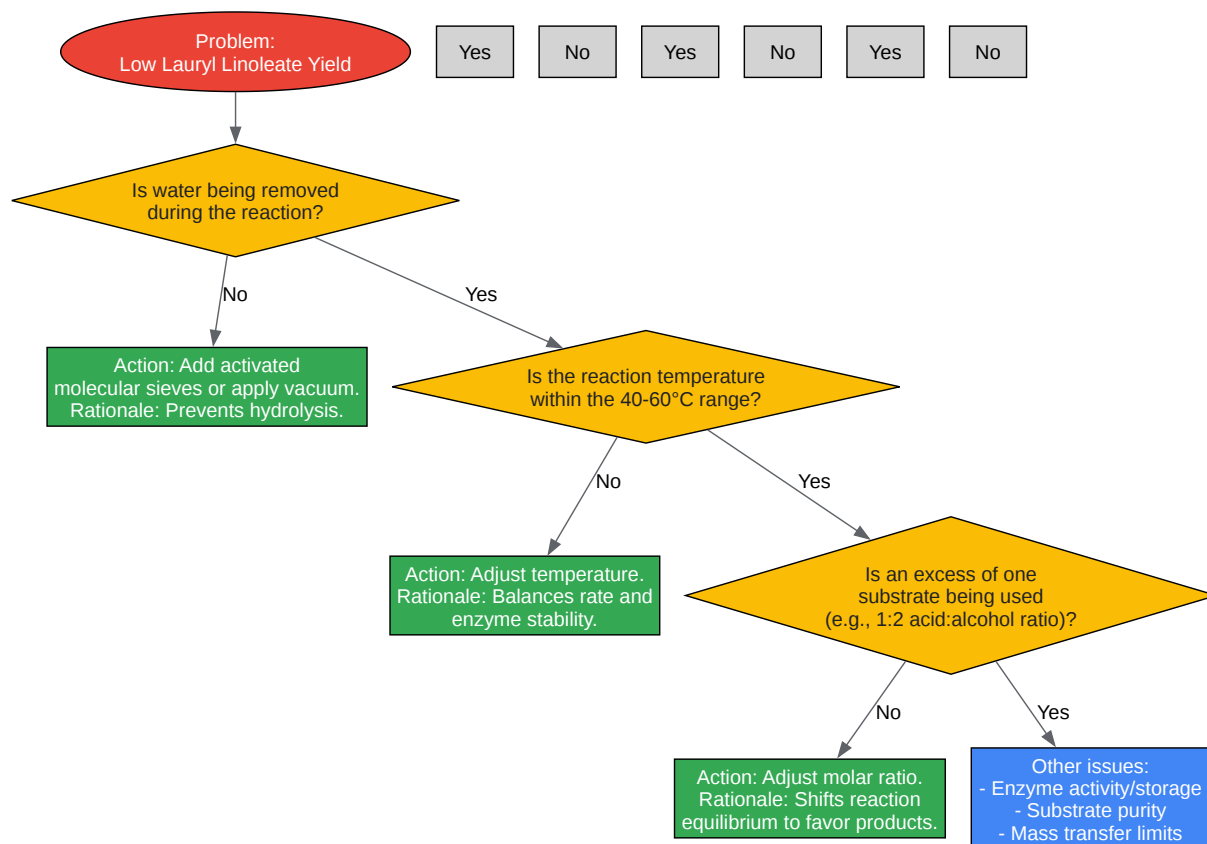 Problem:
Low Lauryl Linoleate Yield
Yes
No
Yes
No
Yes
No
Is water being removed
during the reaction?
No
Yes
Action: Add activated
molecular sieves or apply vacuum.
Rationale: Prevents hydrolysis.
Is the reaction temperature
within the 40-60°C range?
No
Yes
Action: Adjust temperature.
Rationale: Balances rate and
enzyme stability.
Is an excess of one
substrate being used
(e.g., 1:2 acid:alcohol ratio)?
No
Yes
Action: Adjust molar ratio.
Rationale: Shifts reaction
equilibrium to favor products.
Other issues:
- Enzyme activity/storage
- Substrate purity
- Mass transfer limits